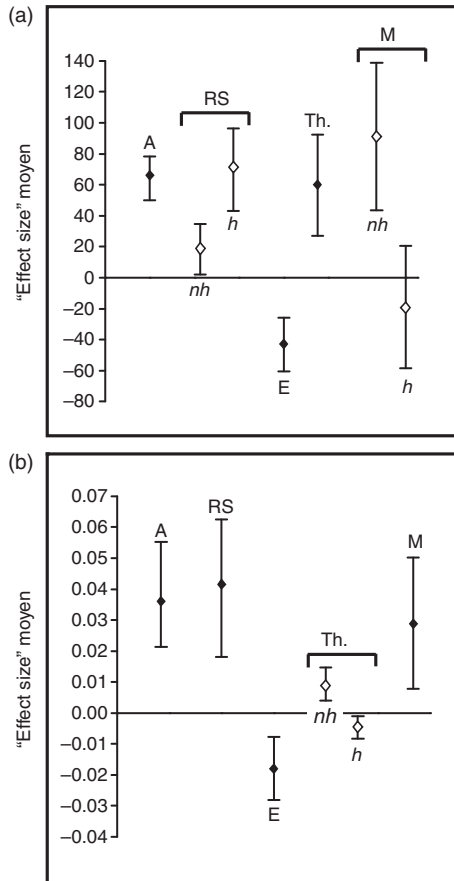 (a)
M
140
120
RS
Th.
100
A
80
60
40
h
nh
20
0
nh
−20
−40
−60
E
h
−80
“Effect size” moyen
(b)
0.07
RS
0.06
A
M
0.05
0.04
Th.
0.03
0.02
0.01
0.00
nh
−0.01
h
−0.02
−0.03
E
−0.04
“Effect size” moyen